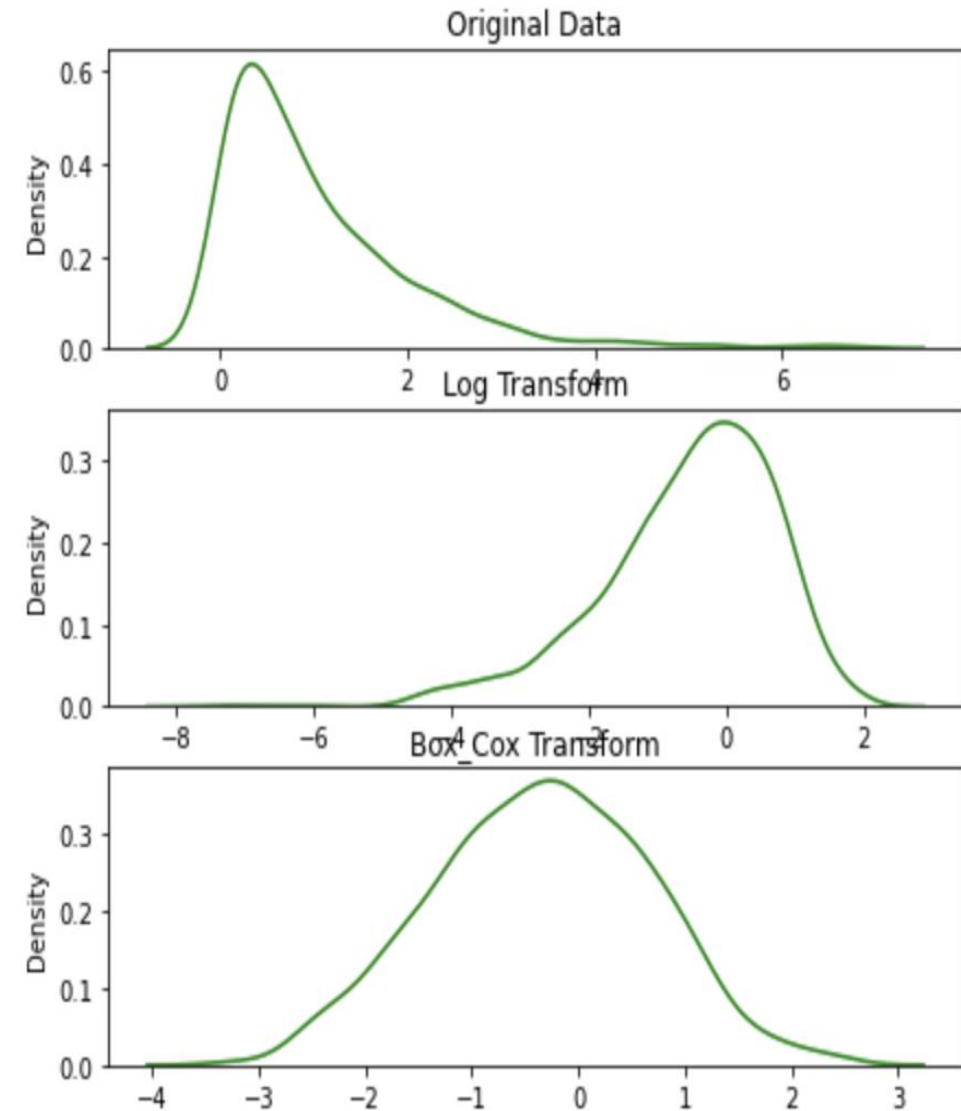 Original Data
Density
0.6
0.4
0.2
0.0
0 2 4 6
Log Transform
Density
0.3
0.2
0.1
0.0
−8 −6 −4 −2 0 2
Box_Cox Transform
Density
0.3
0.2
0.1
0.0
−4 −3 −2 −1 0 1 2 3